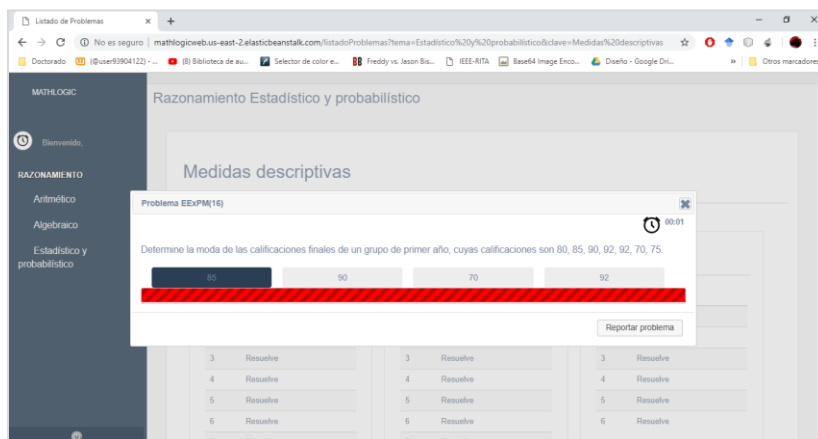 Listado de Problemas
No es seguro | mathlogicweb.us-east-2.elasticbeanstalk.com/listadoProblemas?tema=Estadístico%20y%20probabilístico&clave=Medidas%20descriptivas
Doctorado (@user93904122) - ... (8) Biblioteca de au... Selector de color e... Freddy vs. Jason Bis... IEEE-RITA Base64 Image Enco... Diseño - Google Dri... » Otros marcadores
MATHLOGIC
Razonamiento Estadístico y probabilístico
Bienvenido,
Medidas descriptivas
RAZONAMIENTO
Aritmético
Algebraico
Estadístico y
probabilístico
Problema EExPM(16)
00:01
Determine la moda de las calificaciones finales de un grupo de primer año, cuyas calificaciones son 80, 85, 90, 92, 92, 70, 75.
85 90 70 92
Reportar problema
3 Resuelve 3 Resuelve 3 Resuelve
4 Resuelve 4 Resuelve 4 Resuelve
5 Resuelve 5 Resuelve 5 Resuelve
6 Resuelve 6 Resuelve 6 Resuelve